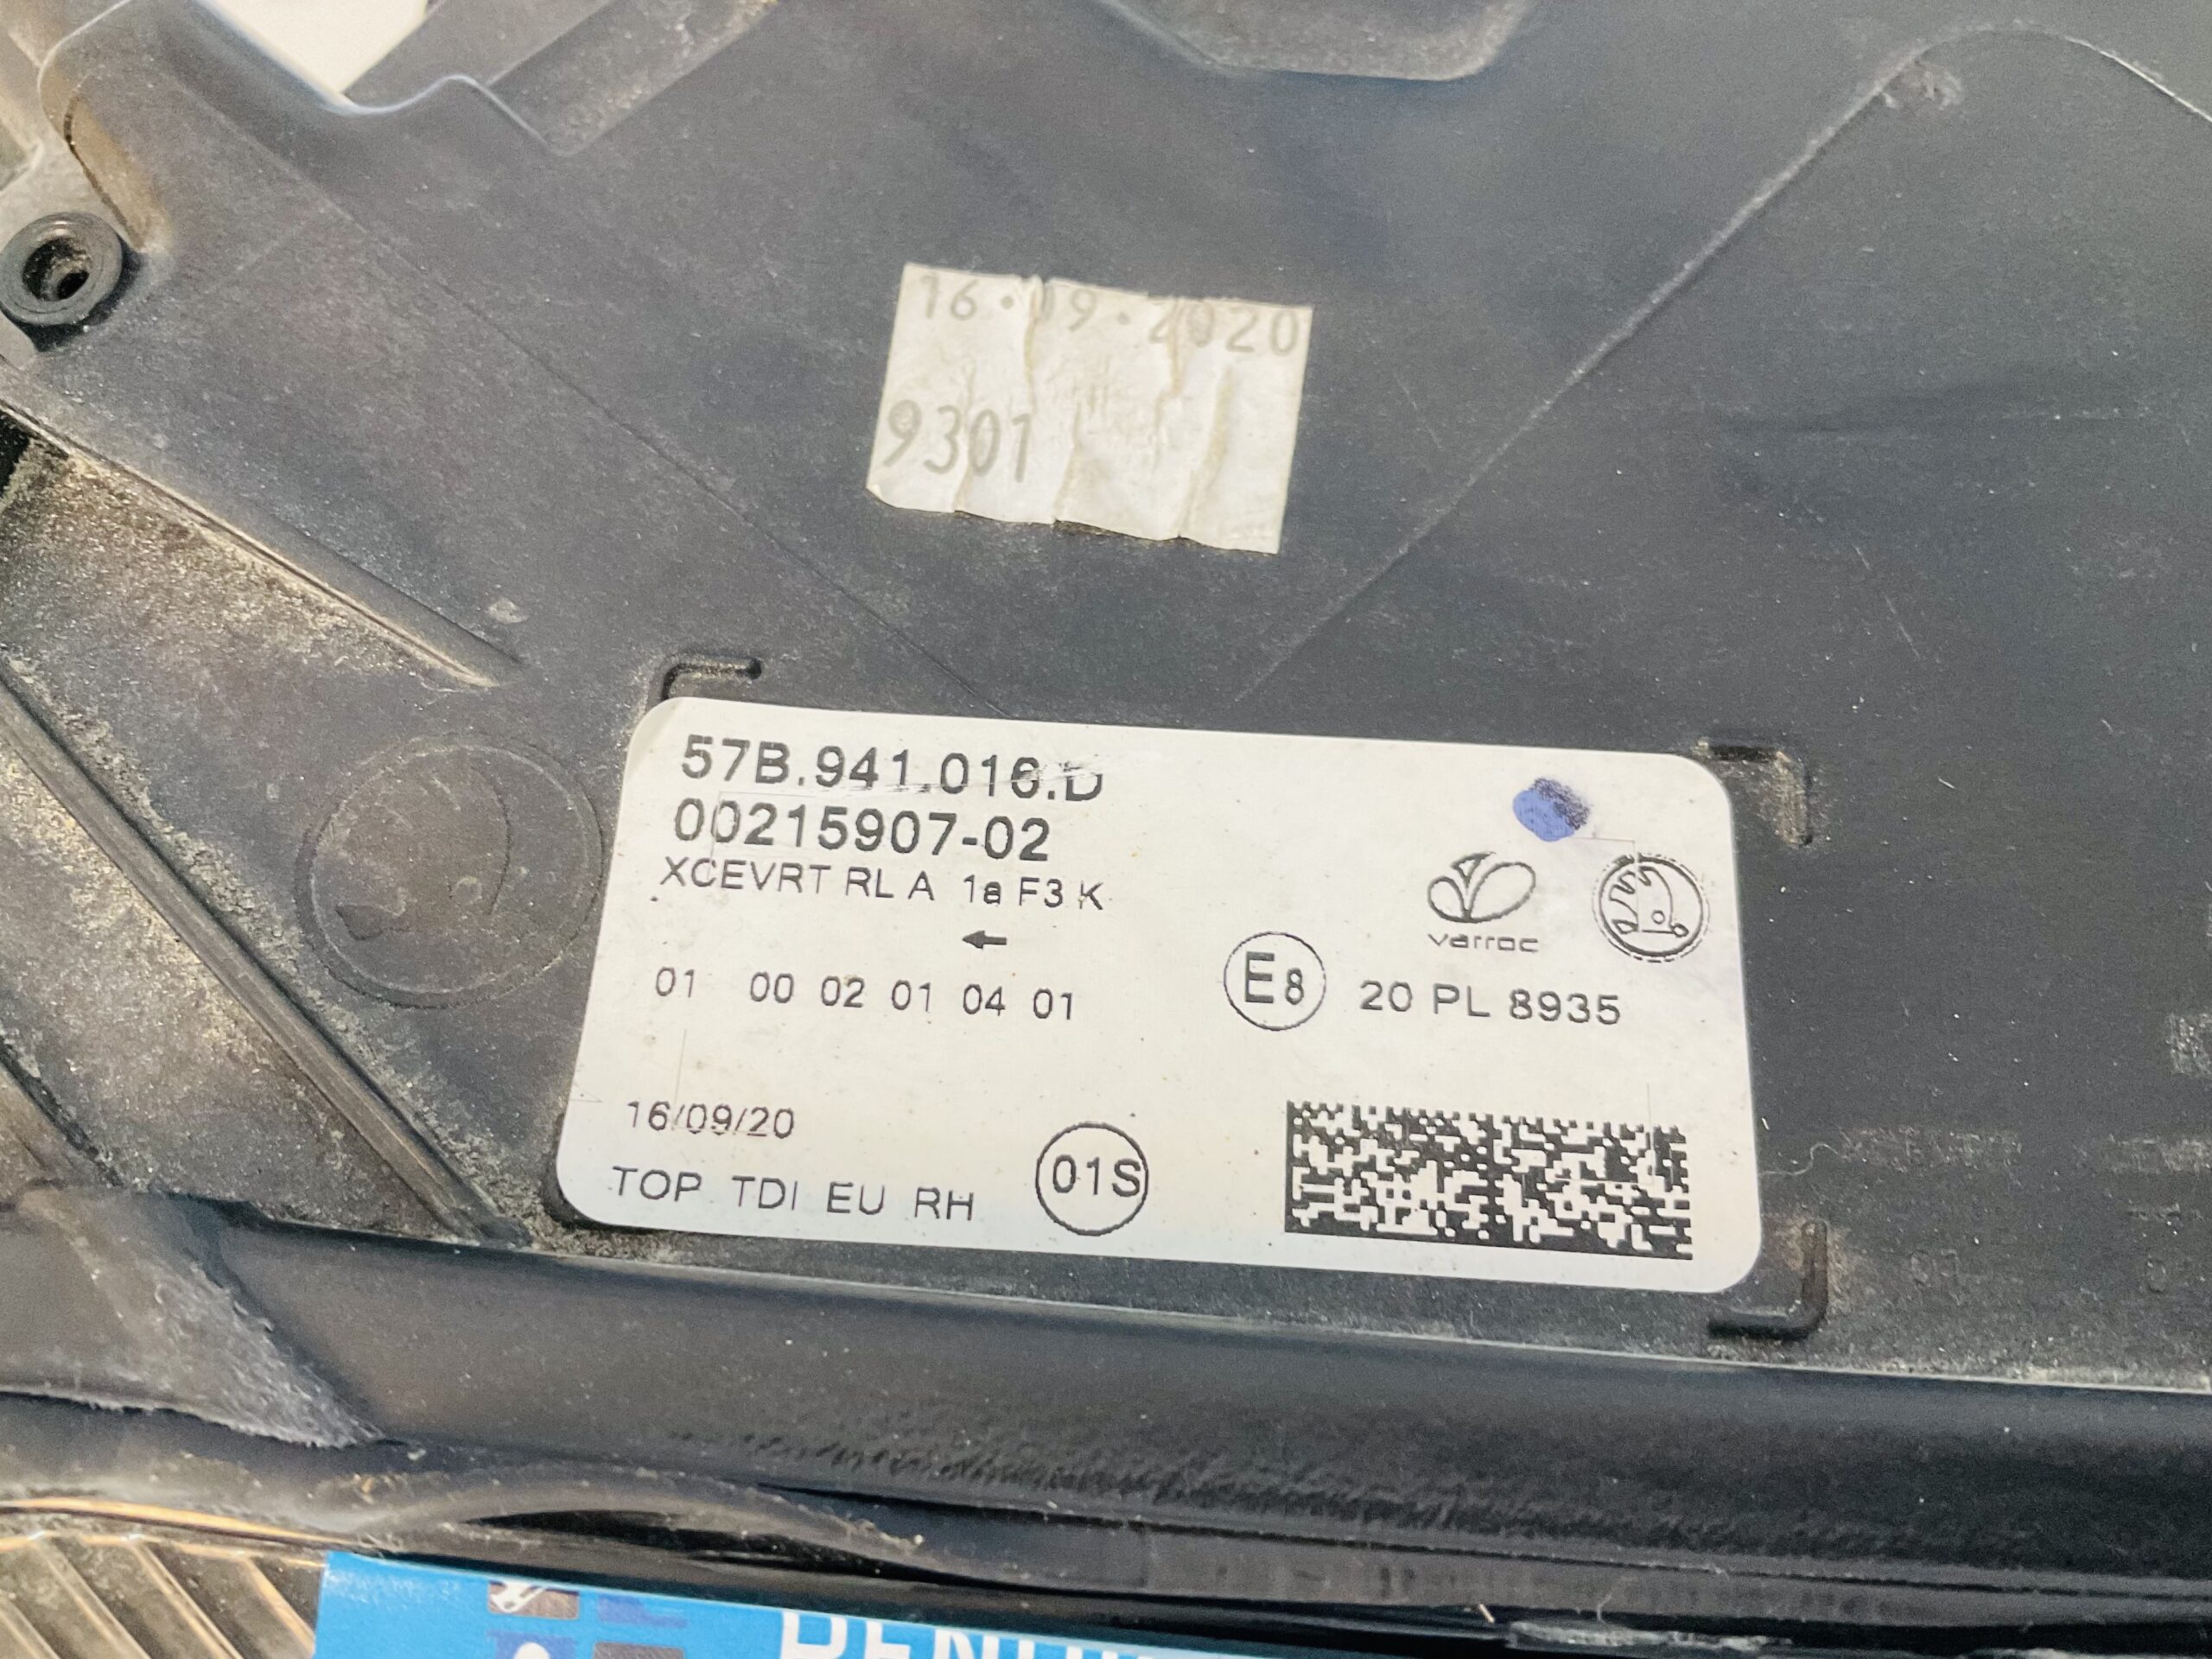 16.09.2020
9301
57B.941.016.D
00215907-02
XCEVRT RL A 1a F3 K
←
01 00 02 01 04 01
varroc
E8 20 PL 8935
16/09/20
TOP TDI EU RH
01S